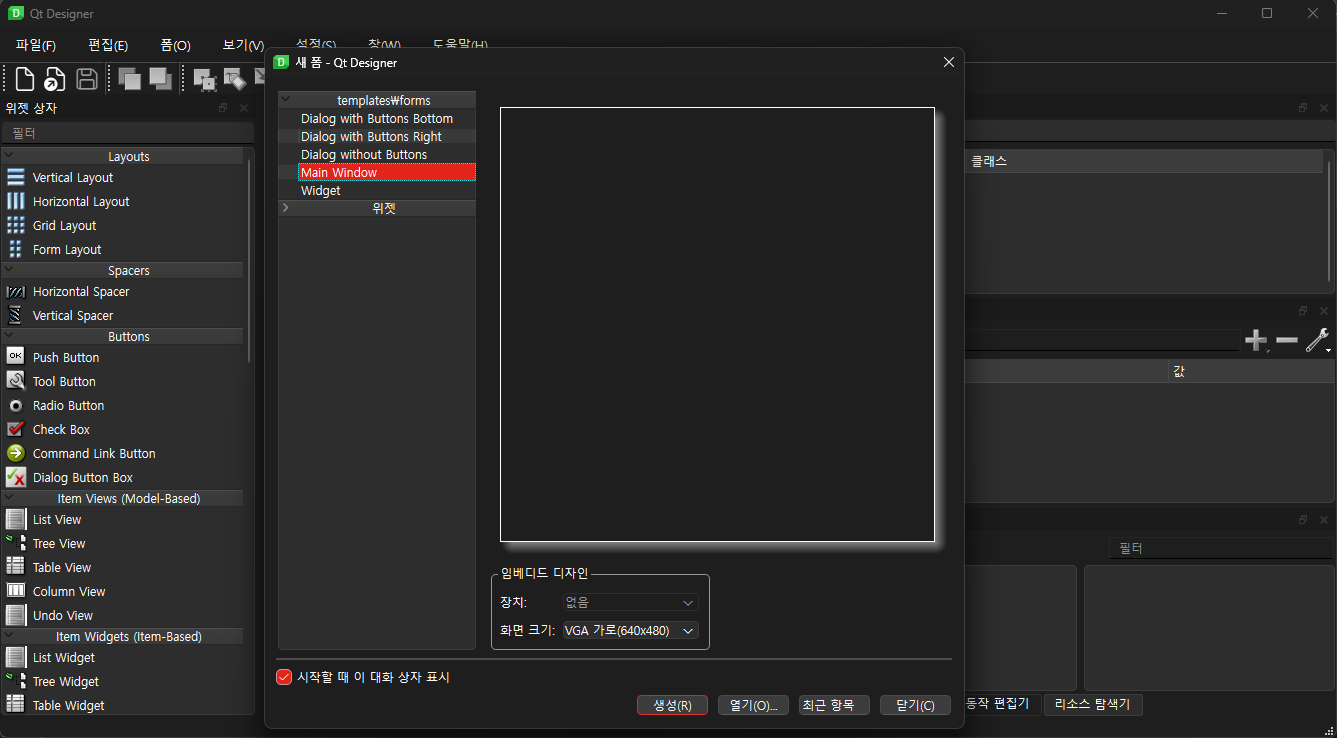 Qt Designer
파일(F) 편집(E) 폼(O) 보기(V) 설정(S) 창(W) 도움말(H)
위젯 상자
필터
Layouts
Vertical Layout
Horizontal Layout
Grid Layout
Form Layout
Spacers
Horizontal Spacer
Vertical Spacer
Buttons
OK Push Button
Tool Button
Radio Button
Check Box
Command Link Button
Dialog Button Box
Item Views (Model-Based)
List View
Tree View
Table View
Column View
Undo View
Item Widgets (Item-Based)
List Widget
Tree Widget
Table Widget
새 폼 - Qt Designer
templates₩forms
Dialog with Buttons Bottom
Dialog with Buttons Right
Dialog without Buttons
Main Window
Widget
위젯
임베디드 디자인
장치: 없음
화면 크기: VGA 가로(640x480)
시작할 때 이 대화 상자 표시
생성(R) 열기(O)... 최근 항목 닫기(C)
클래스
값
필터
동작 편집기 리소스 탐색기